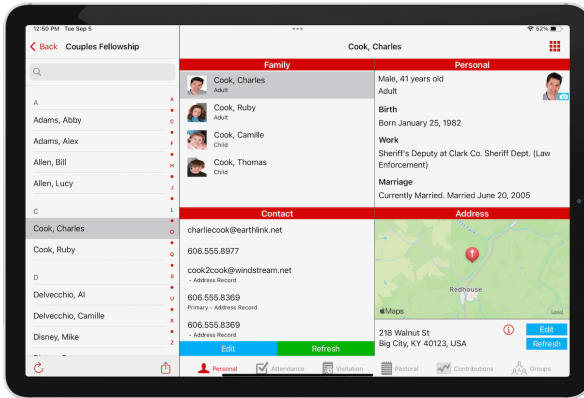 12:50 PM Tue Sep 5
52%
Back
Couples Fellowship
Cook, Charles
A
Adams, Abby
Adams, Alex
Allen, Bill
Allen, Lucy
C
Cook, Charles
Cook, Ruby
D
Delvecchio, Al
Delvecchio, Camille
Disney, Mike
A
C
F
H
J
L
O
Q
S
U
X
Z
Family
Cook, Charles
Adult
Cook, Ruby
Adult
Cook, Camille
Child
Cook, Thomas
Child
Personal
Male, 41 years old
Adult
Birth
Born January 25, 1982
Work
Sheriff's Deputy at Clark Co. Sheriff Dept. (Law
Enforcement)
Marriage
Currently Married. Married June 20, 2005
Contact
charliecook@earthlink.net
606.555.8977
cook2cook@windstream.net
- Address Record
606.555.8369
Primary - Address Record
606.555.8369
- Address Record
Edit
Refresh
Address
Redhouse
Maps
Legal
218 Walnut St
Big City, KY 40123, USA
Edit
Refresh
Personal
Attendance
Visitation
Pastoral
Contributions
Groups